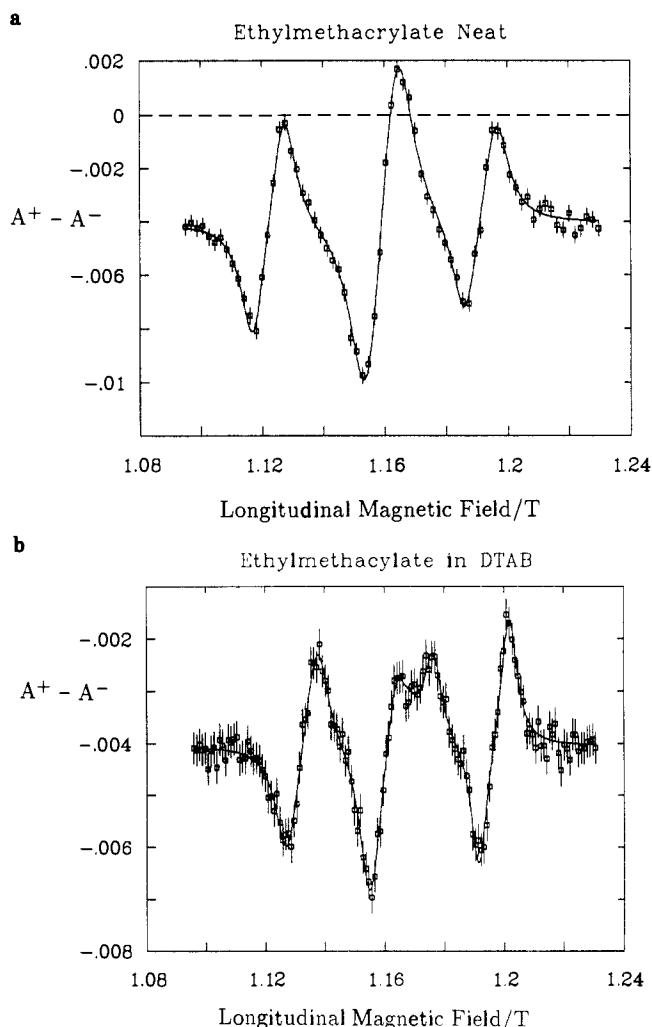 a
Ethylmethacrylate Neat
.002
0
-.002
A⁺ - A⁻
-.006
-.01
1.08 1.12 1.16 1.2 1.24
Longitudinal Magnetic Field/T
b
Ethylmethacylate in DTAB
-.002
A⁺ - A⁻
-.004
-.006
-.008
1.08 1.12 1.16 1.2 1.24
Longitudinal Magnetic Field/T